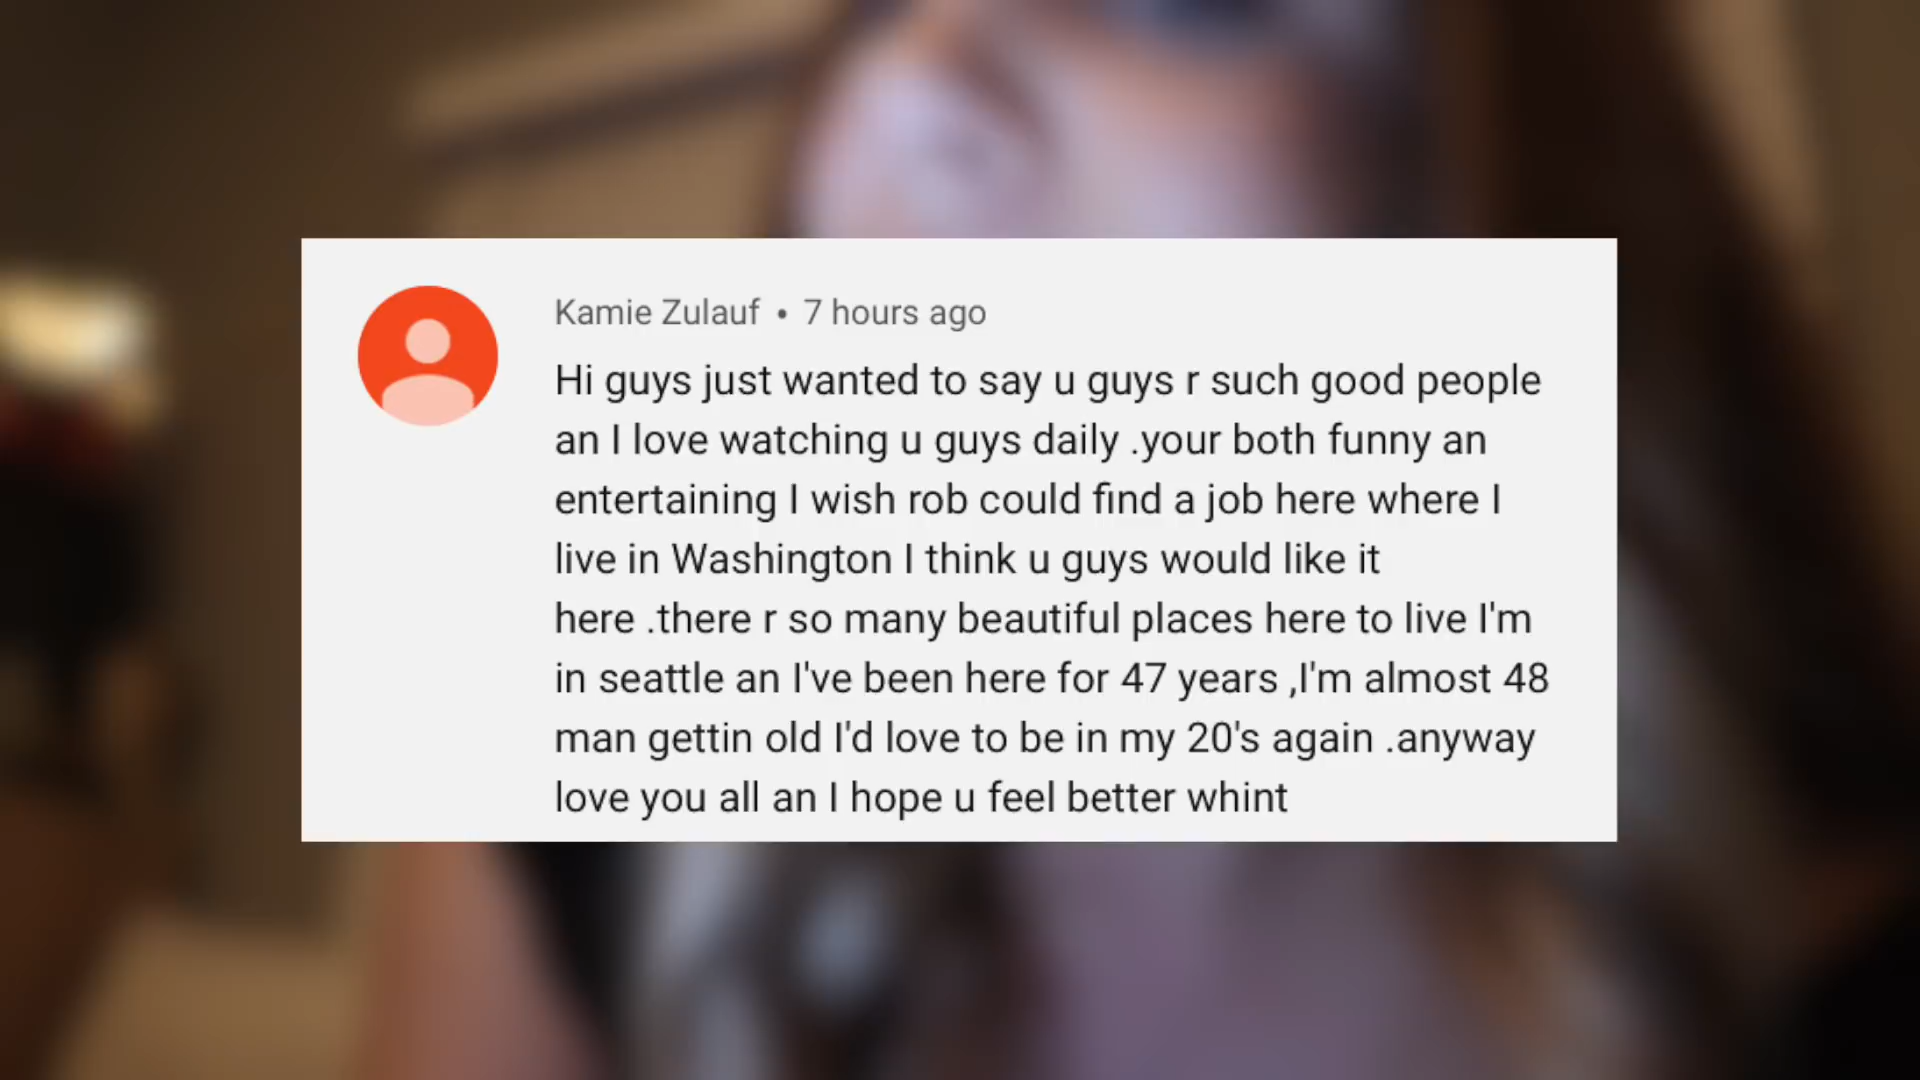 Kamie Zulauf • 7 hours ago
Hi guys just wanted to say u guys r such good people
an I love watching u guys daily .your both funny an
entertaining I wish rob could find a job here where I
live in Washington I think u guys would like it
here .there r so many beautiful places here to live I'm
in seattle an I've been here for 47 years ,I'm almost 48
man gettin old I'd love to be in my 20's again .anyway
love you all an I hope u feel better whint